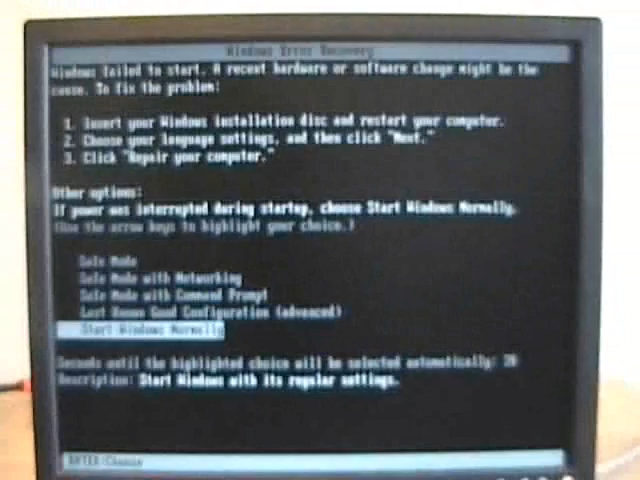 Windows Error Recovery
Windows failed to start. A recent hardware or software change might be the
cause. To fix the problem:
1. Insert your Windows installation disc and restart your computer.
2. Choose your language settings, and then click "Next."
3. Click "Repair your computer."
Other options:
If power was interrupted during startup, choose Start Windows Normally.
(Use the arrow keys to highlight your choice.)
Safe Mode
Safe Mode with Networking
Safe Mode with Command Prompt
Last Known Good Configuration (advanced)
Start Windows Normally
Seconds until the highlighted choice will be selected automatically:
Description: Start Windows with its regular settings.
ENTER=Choose